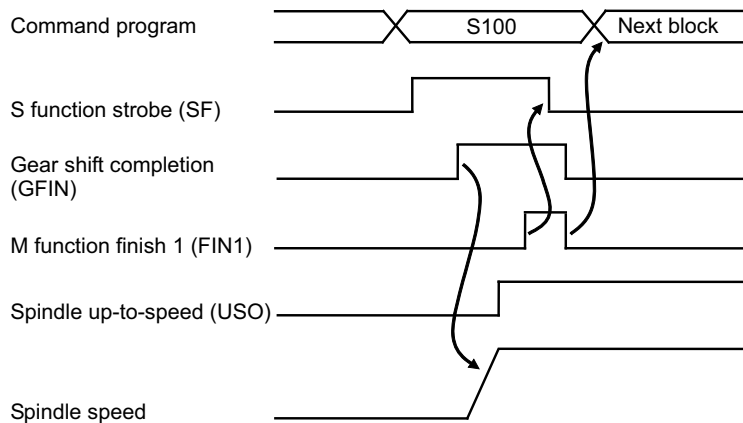 Command program
S100
Next block
S function strobe (SF)
Gear shift completion
(GFIN)
M function finish 1 (FIN1)
Spindle up-to-speed (USO)
Spindle speed